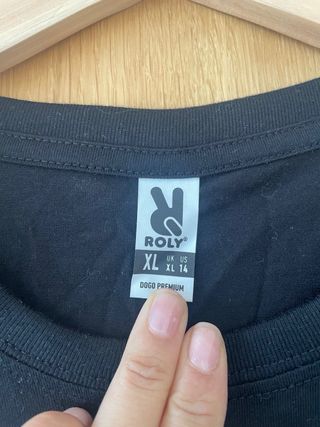 ROLY®
XL UK US
XL 14
DOGO PREMIUM